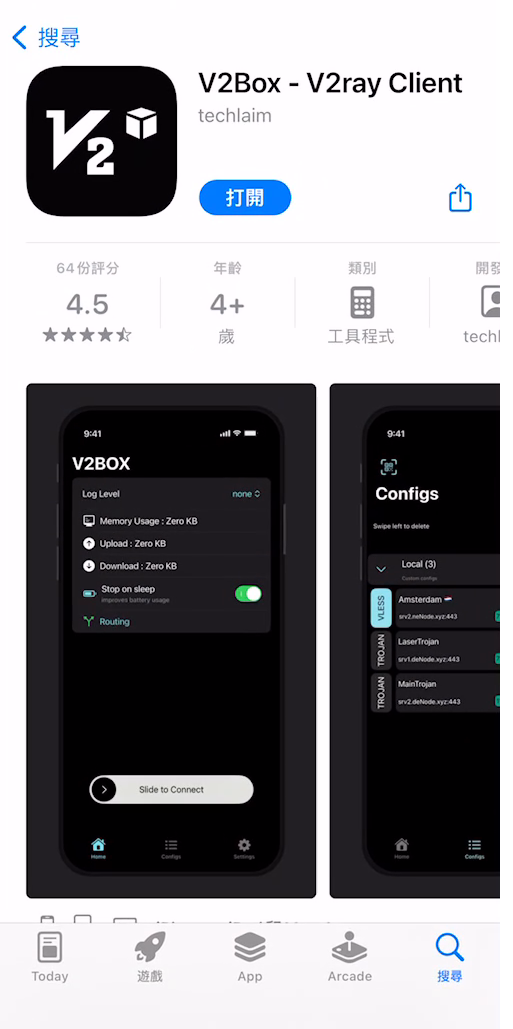 搜尋
V2
V2Box - V2ray Client
techlaim
打開
64 份評分
年齡
類別
4.5
4+
歲
工具程式
9:41
V2BOX
Log Level
none
Memory Usage : Zero KB
Upload : Zero KB
Download : Zero KB
Stop on sleep
improves battery usage
Routing
Slide to Connect
Home
Configs
Settings
9:41
Configs
Swipe left to delete
Local (3)
Custom configs
VLESS
Amsterdam
srv2.neNode.xyz:443
TROJAN
LaserTrojan
srv1.deNode.xyz:443
TROJAN
MainTrojan
srv2.deNode.xyz:443
Home
Configs
Today
遊戲
App
Arcade
搜尋